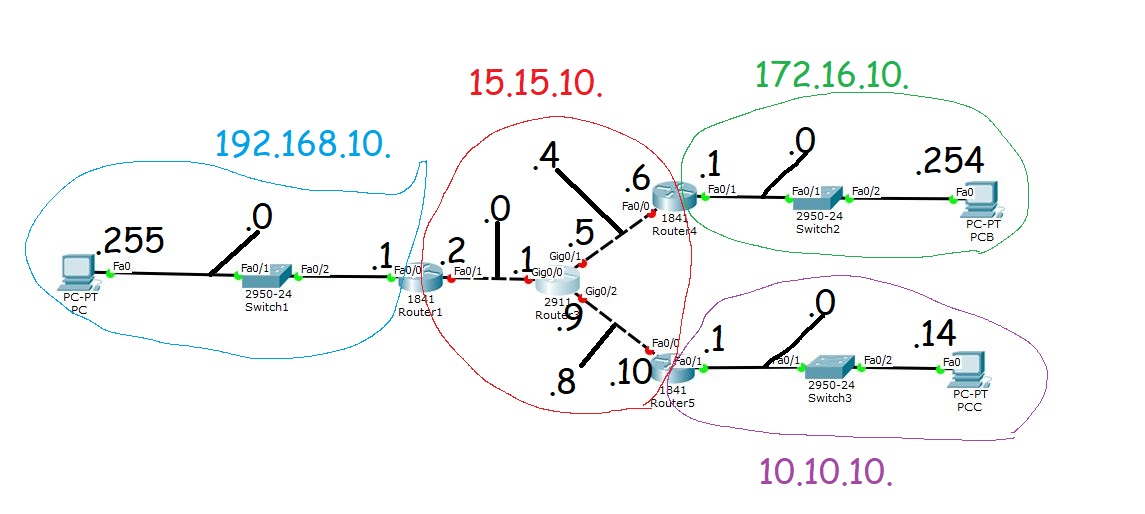 172.16.10.
15.15.10.
192.168.10.
.4
.0
.254
.6
.1
Fa0/1
Fa0/1
Fa0/2
Fa0
Fa0/0
1841
Router4
2950-24
Switch2
PC-PT
PCB
.0
.0
.5
Gig0/1
.255
Fa0
Fa0/1
Fa0/2
.1
Fa0/0
.2
Fa0/1
.1
Gig0/0
PC-PT
PC
2950-24
Switch1
1841
Router1
2911
Gig0/2
.9
.8
.10
Fa0/0
Fa0/1
1841
Router5
.1
.0
.14
Fa0/1
Fa0/2
Fa0
2950-24
Switch3
PC-PT
PCC
10.10.10.